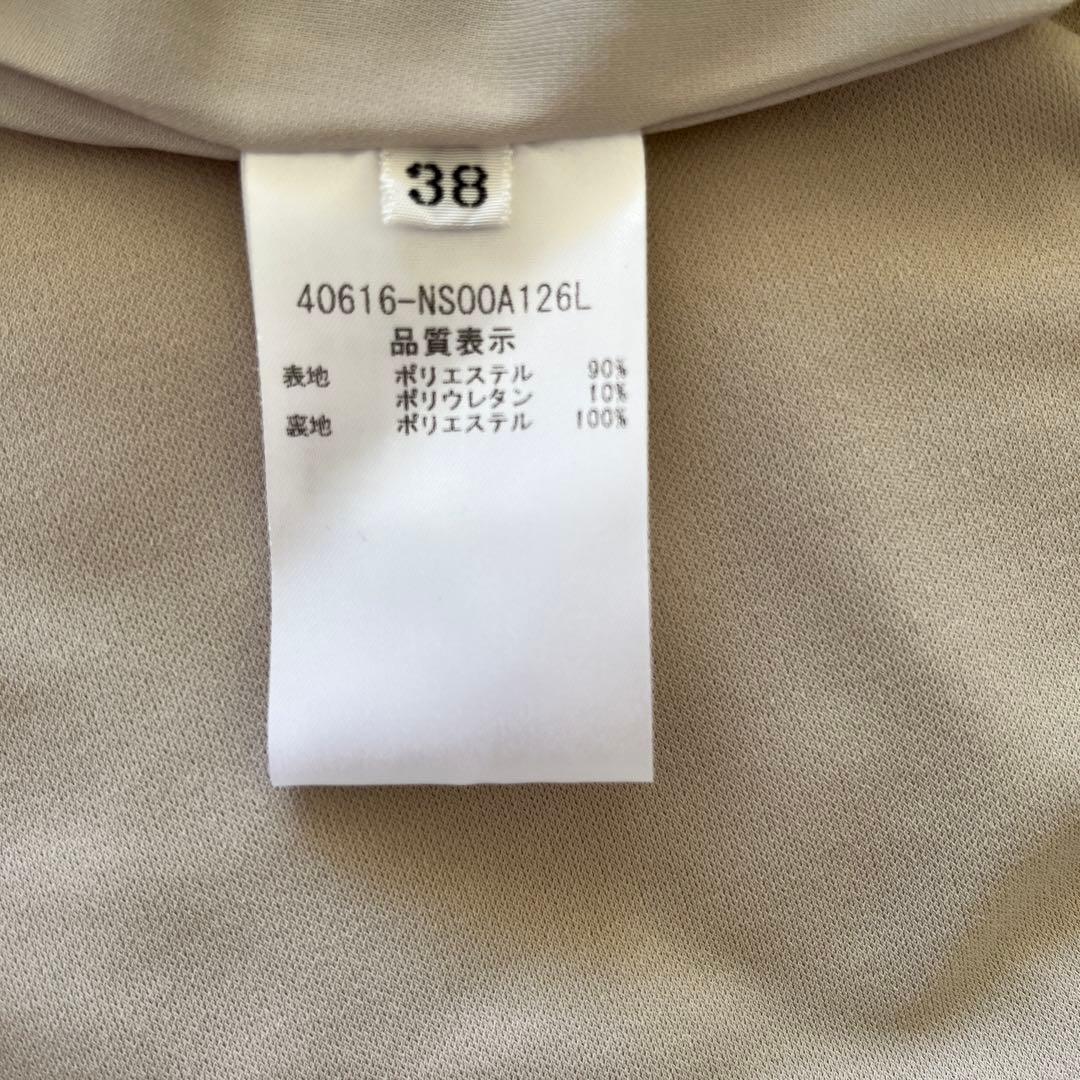 38
40616-NS00A126L
品質表示
表地 ポリエステル 90%
ポリウレタン 10%
裏地 ポリエステル 100%